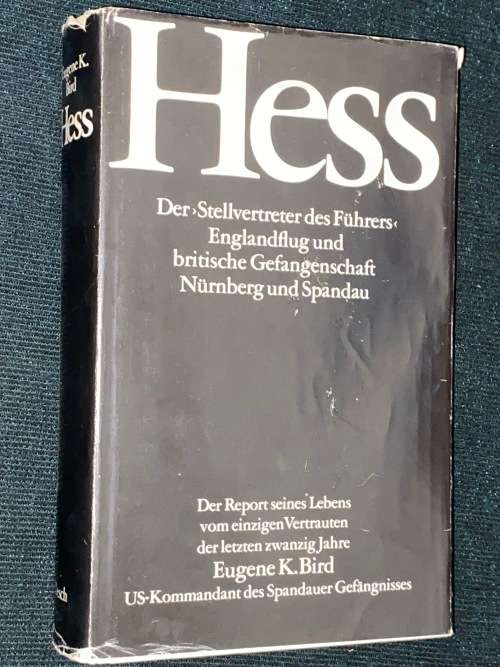 Eugene K.
Bird
Hess
Hess
Der ›Stellvertreter des Führers‹
Englandflug und
britische Gefangenschaft
Nürnberg und Spandau
Der Report seines Lebens
vom einzigen Vertrauten
der letzten zwanzig Jahre
Eugene K. Bird
US-Kommandant des Spandauer Gefängnisses